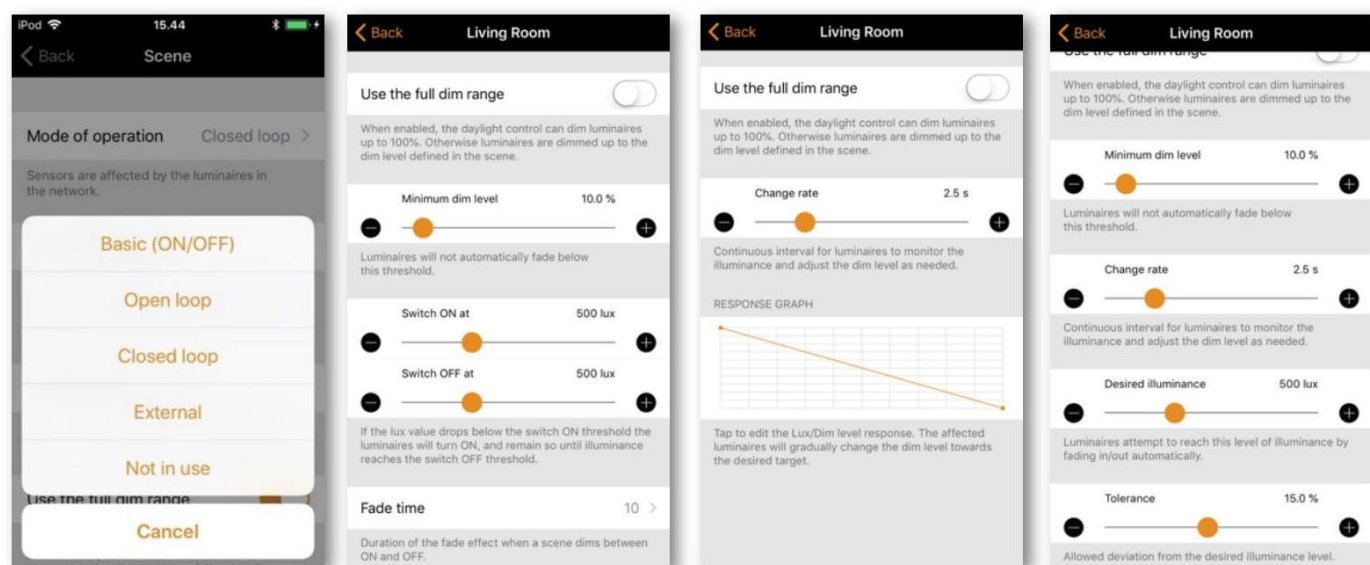 iPod
15.44
Back
Scene
Mode of operation
Closed loop
Sensors are affected by the luminaires in
the network.
Basic (ON/OFF)
Open loop
Closed loop
External
Not in use
Use the full dim range
Cancel
Back
Living Room
Use the full dim range
When enabled, the daylight control can dim luminaires
up to 100%. Otherwise luminaires are dimmed up to the
dim level defined in the scene.
Minimum dim level
10.0 %
Luminaires will not automatically fade below
this threshold.
Switch ON at
500 lux
Switch OFF at
500 lux
If the lux value drops below the switch ON threshold the
luminaires will turn ON, and remain so until illuminance
reaches the switch OFF threshold.
Fade time
10
Duration of the fade effect when a scene dims between
ON and OFF.
Back
Living Room
Use the full dim range
When enabled, the daylight control can dim luminaires
up to 100%. Otherwise luminaires are dimmed up to the
dim level defined in the scene.
Change rate
2.5 s
Continuous interval for luminaires to monitor the
illuminance and adjust the dim level as needed.
RESPONSE GRAPH
Tap to edit the Lux/Dim level response. The affected
luminaires will gradually change the dim level towards
the desired target.
Back
Living Room
Use the full dim range
When enabled, the daylight control can dim luminaires
up to 100%. Otherwise luminaires are dimmed up to the
dim level defined in the scene.
Minimum dim level
10.0 %
Luminaires will not automatically fade below
this threshold.
Change rate
2.5 s
Continuous interval for luminaires to monitor the
illuminance and adjust the dim level as needed.
Desired illuminance
500 lux
Luminaires attempt to reach this level of illuminance by
fading in/out automatically.
Tolerance
15.0 %
Allowed deviation from the desired illuminance level.